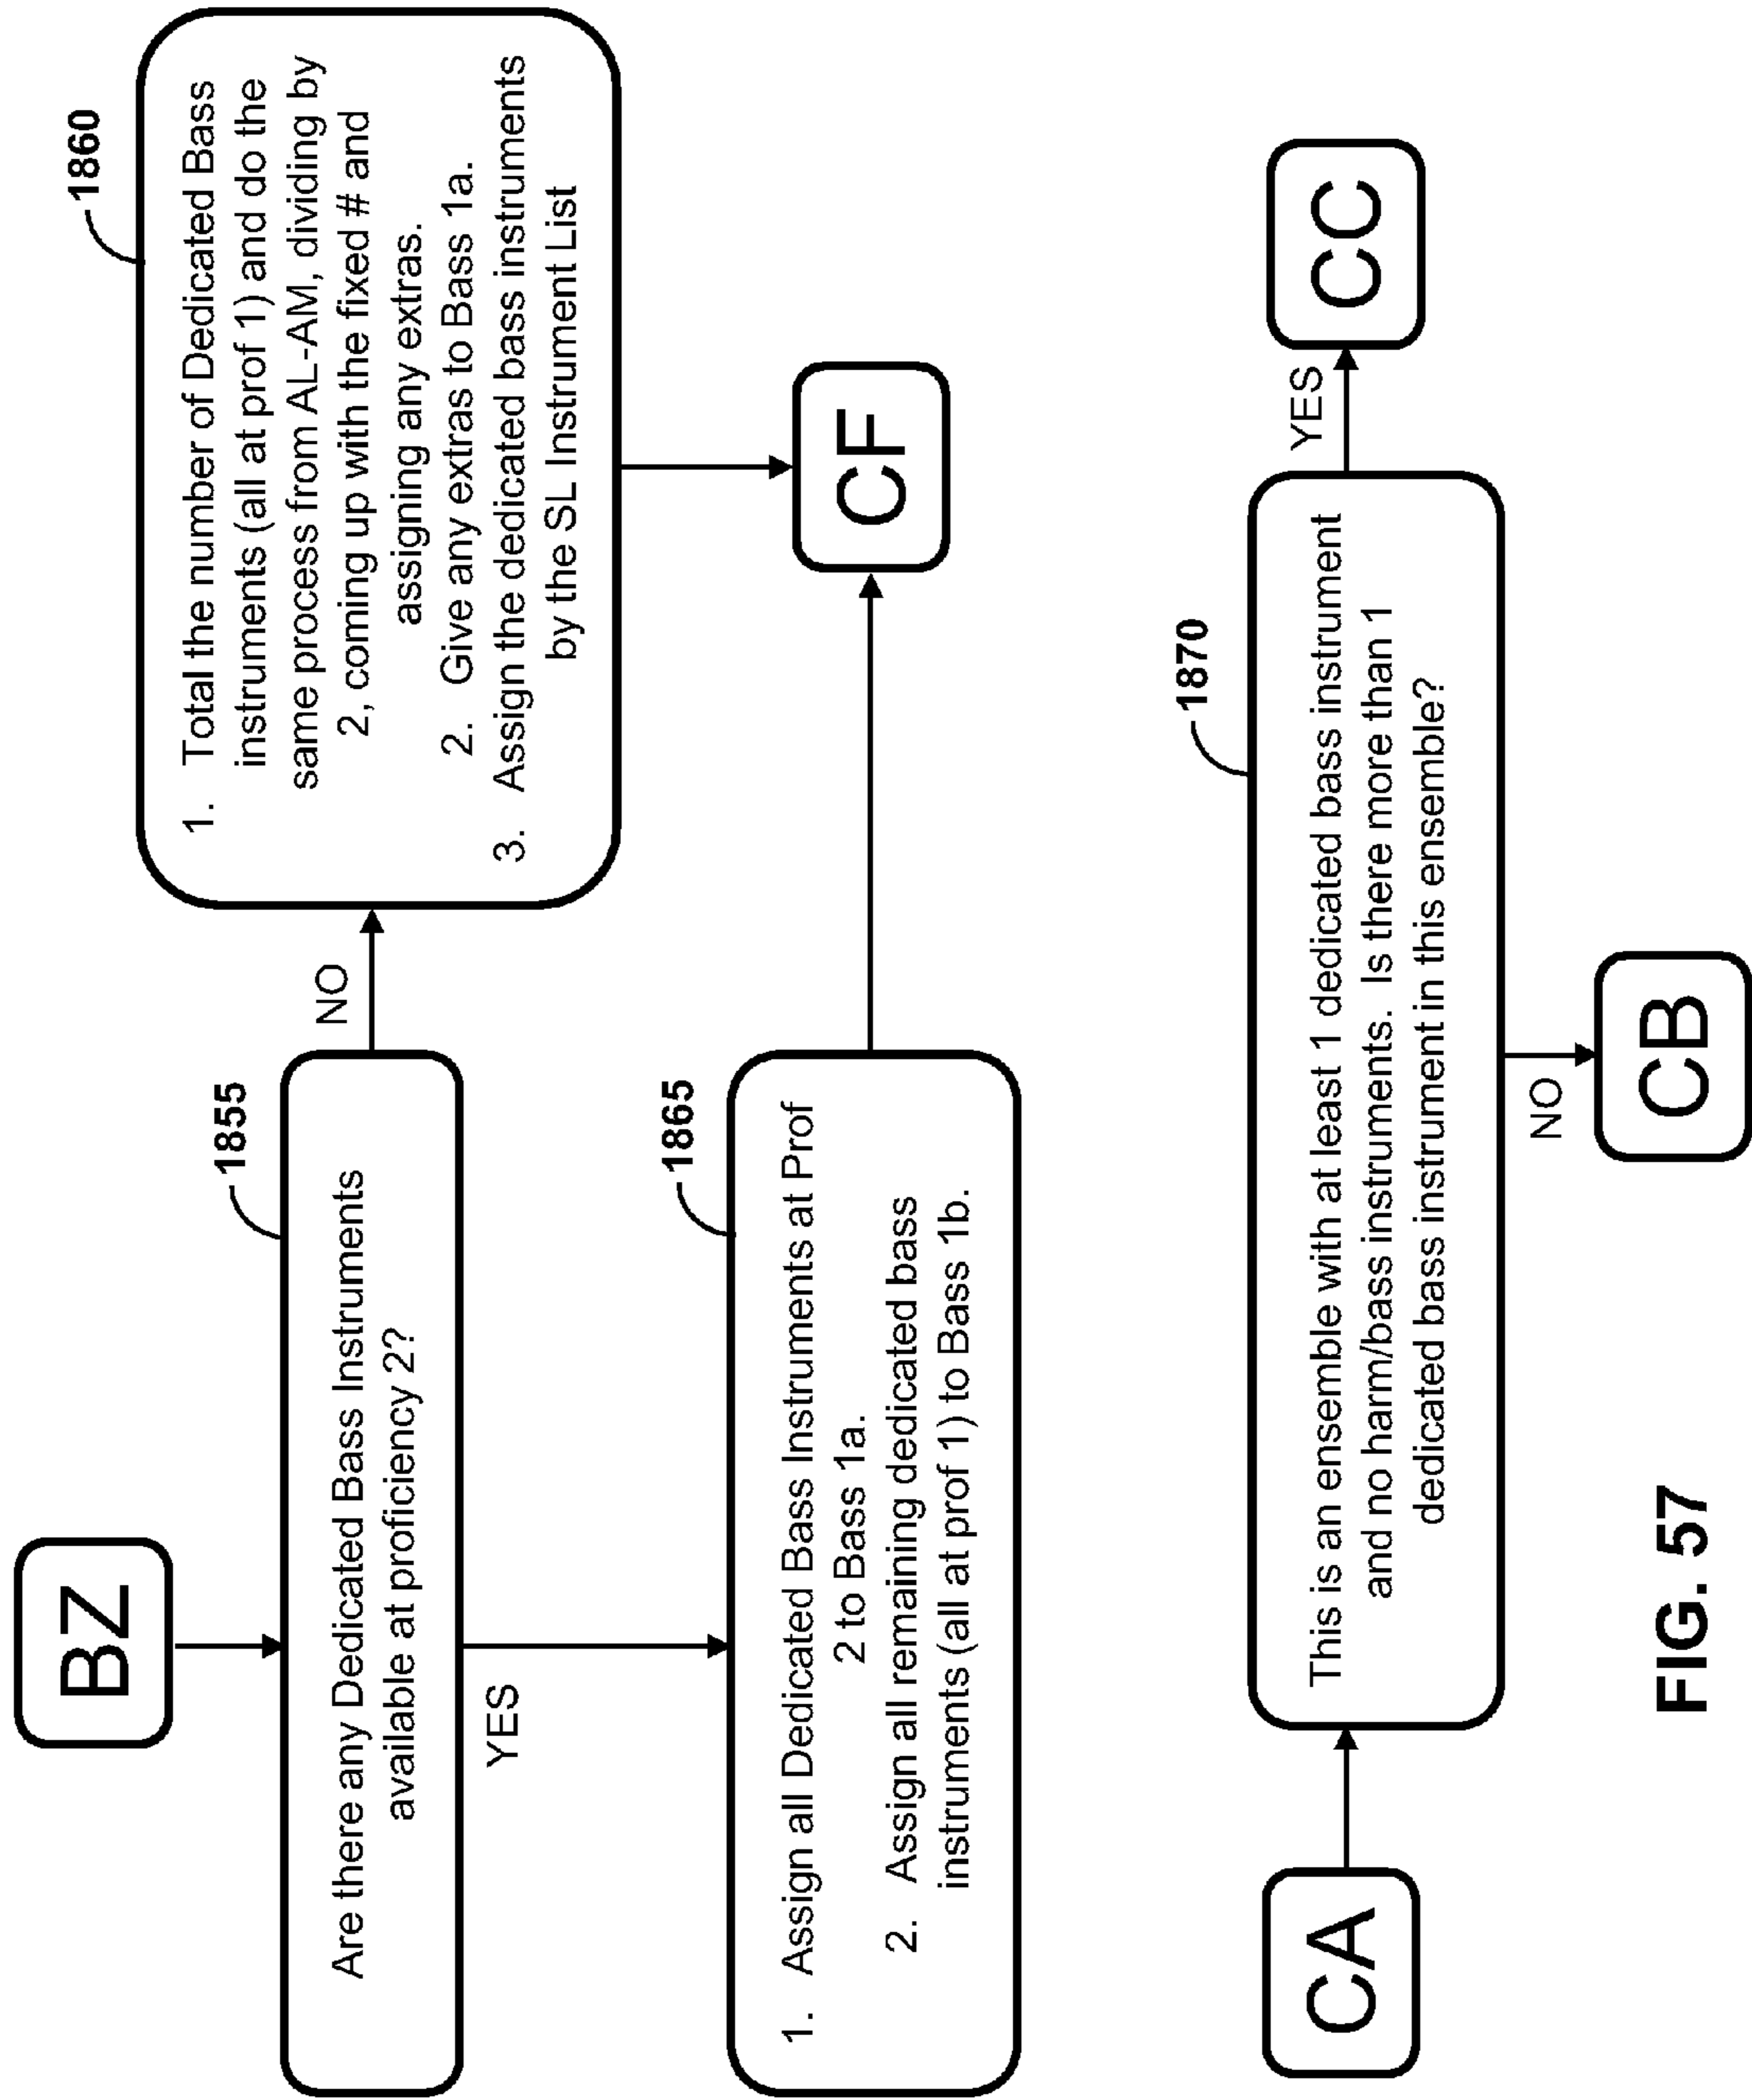 BZ
1855
Are there any Dedicated Bass Instruments
available at proficiency 2?
NO
1860
1. Total the number of Dedicated Bass
instruments (all at prof 1) and do the
same process from AL-AM, dividing by
2, coming up with the fixed # and
assigning any extras.
2. Give any extras to Bass 1a.
3. Assign the dedicated bass instruments
by the SL Instrument List
YES
1865
1. Assign all Dedicated Bass Instruments at Prof
2 to Bass 1a.
2. Assign all remaining dedicated bass
instruments (all at prof 1) to Bass 1b.
CF
CA
1870
This is an ensemble with at least 1 dedicated bass instrument
and no harm/bass instruments. Is there more than 1
dedicated bass instrument in this ensemble?
YES
CC
NO
CB
FIG. 57